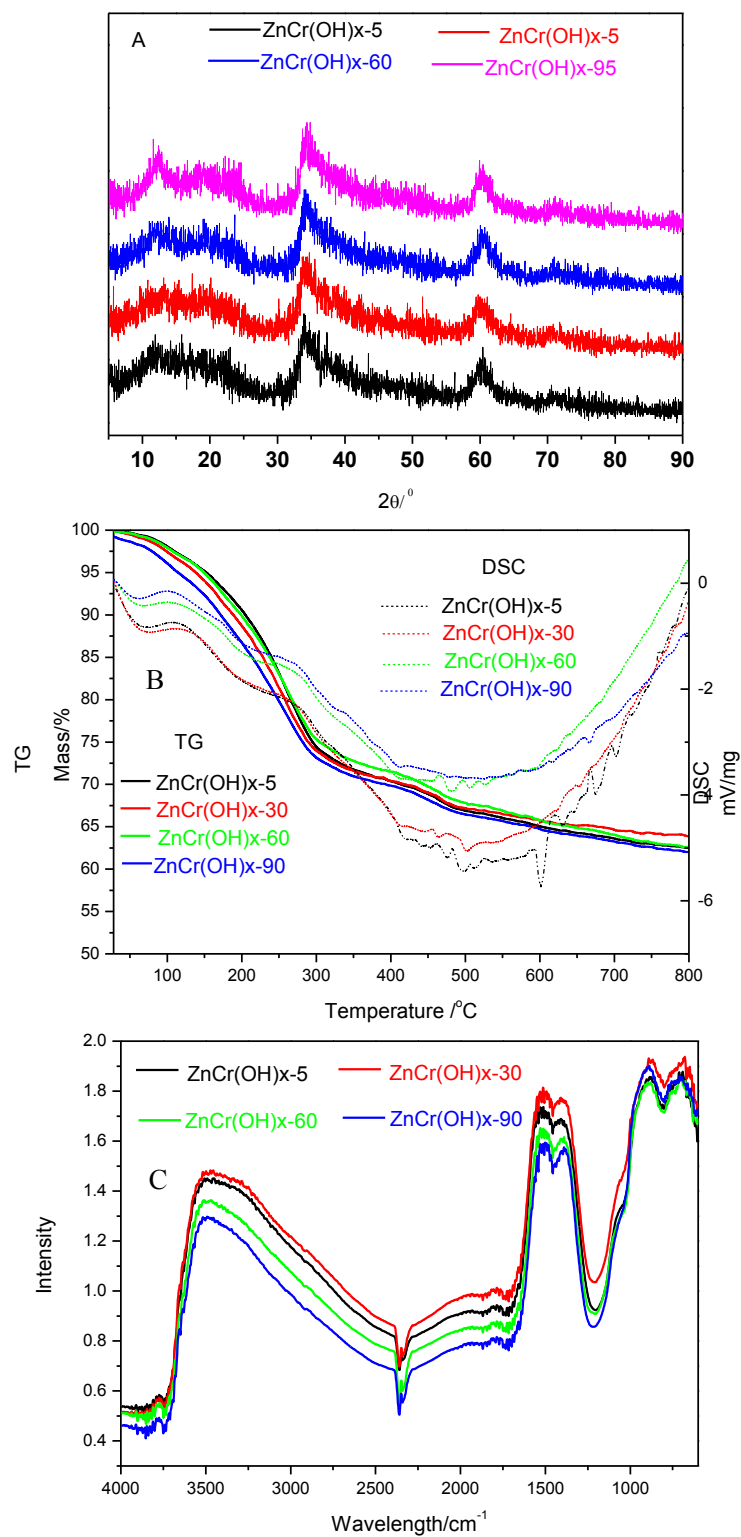 A
ZnCr(OH)x-5 ZnCr(OH)x-5
ZnCr(OH)x-60 ZnCr(OH)x-95
10 20 30 40 50 60 70 80 90
2θ/⁰
100
95
90
85
80
75
70
65
60
55
50
TG
Mass/%
B
DSC
ZnCr(OH)x-5
ZnCr(OH)x-30
ZnCr(OH)x-60
ZnCr(OH)x-90
TG
ZnCr(OH)x-5
ZnCr(OH)x-30
ZnCr(OH)x-60
ZnCr(OH)x-90
0
-2
-4
-6
DSC
mV/mg
100 200 300 400 500 600 700 800
Temperature /°C
2.0
1.8
1.6
1.4
1.2
1.0
0.8
0.6
0.4
Intensity
ZnCr(OH)x-5 ZnCr(OH)x-30
ZnCr(OH)x-60 ZnCr(OH)x-90
C
4000 3500 3000 2500 2000 1500 1000
Wavelength/cm⁻¹